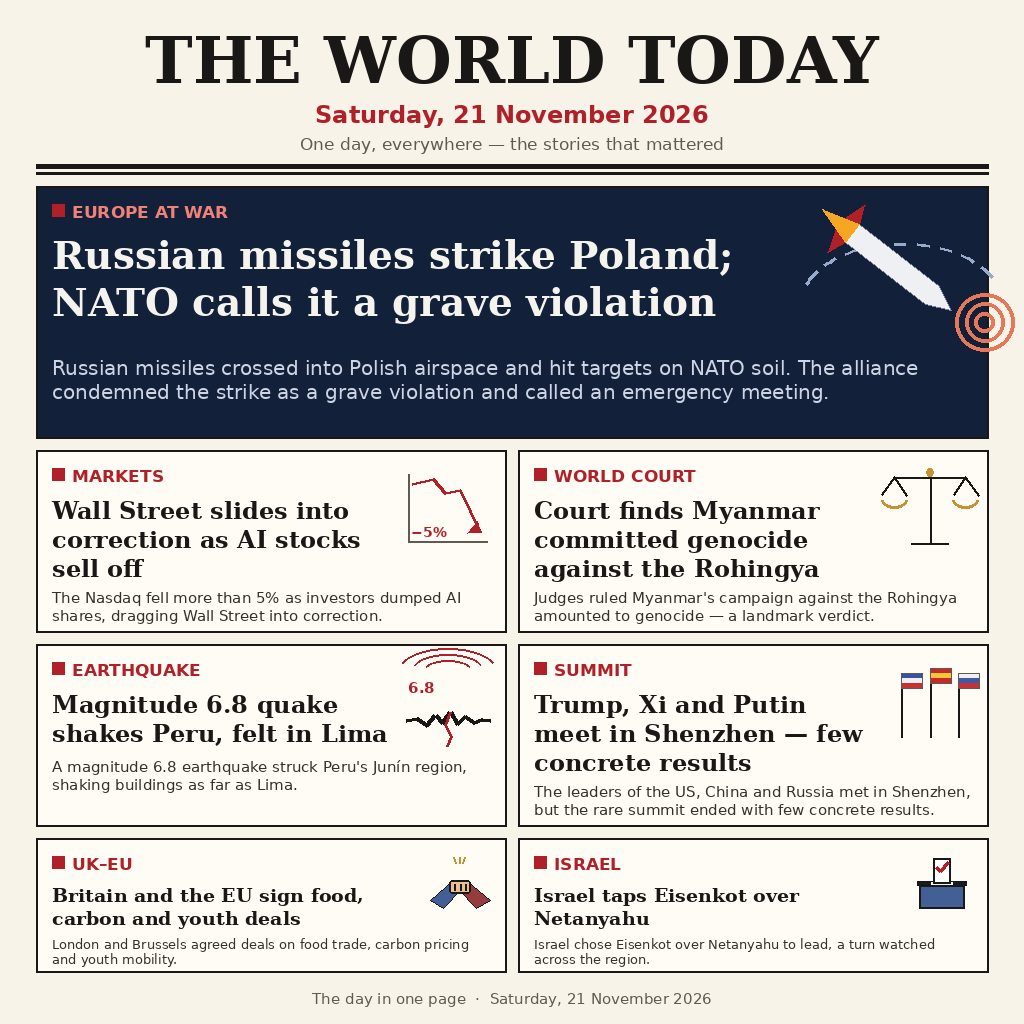 THE WORLD TODAY
Saturday, 21 November 2026
One day, everywhere — the stories that mattered
EUROPE AT WAR
Russian missiles strike Poland;
NATO calls it a grave violation
Russian missiles crossed into Polish airspace and hit targets on NATO soil. The alliance
condemned the strike as a grave violation and called an emergency meeting.
MARKETS
Wall Street slides into
correction as AI stocks
sell off
−5%
The Nasdaq fell more than 5% as investors dumped AI
shares, dragging Wall Street into correction.
WORLD COURT
Court finds Myanmar
committed genocide
against the Rohingya
Judges ruled Myanmar's campaign against the Rohingya
amounted to genocide — a landmark verdict.
EARTHQUAKE
6.8
Magnitude 6.8 quake
shakes Peru, felt in Lima
A magnitude 6.8 earthquake struck Peru's Junín region,
shaking buildings as far as Lima.
SUMMIT
Trump, Xi and Putin
meet in Shenzhen — few
concrete results
The leaders of the US, China and Russia met in Shenzhen,
but the rare summit ended with few concrete results.
UK–EU
Britain and the EU sign food,
carbon and youth deals
London and Brussels agreed deals on food trade, carbon pricing
and youth mobility.
ISRAEL
Israel taps Eisenkot over
Netanyahu
Israel chose Eisenkot over Netanyahu to lead, a turn watched
across the region.
The day in one page · Saturday, 21 November 2026